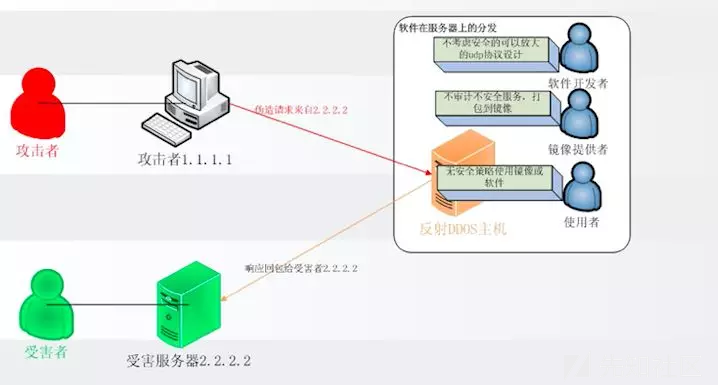 软件在服务器上的分发
不考虑安全的可以放大
的udp协议设计
软件开发者
伪造请求来自2.2.2.2
不审计不安全服务，打
包到镜像
镜像提供者
攻击者
攻击者1.1.1.1
无安全策略使用镜像或
软件
使用者
反射DDOS主机
响应回包给受害者2.2.2.2
受害者
受害服务器2.2.2.2